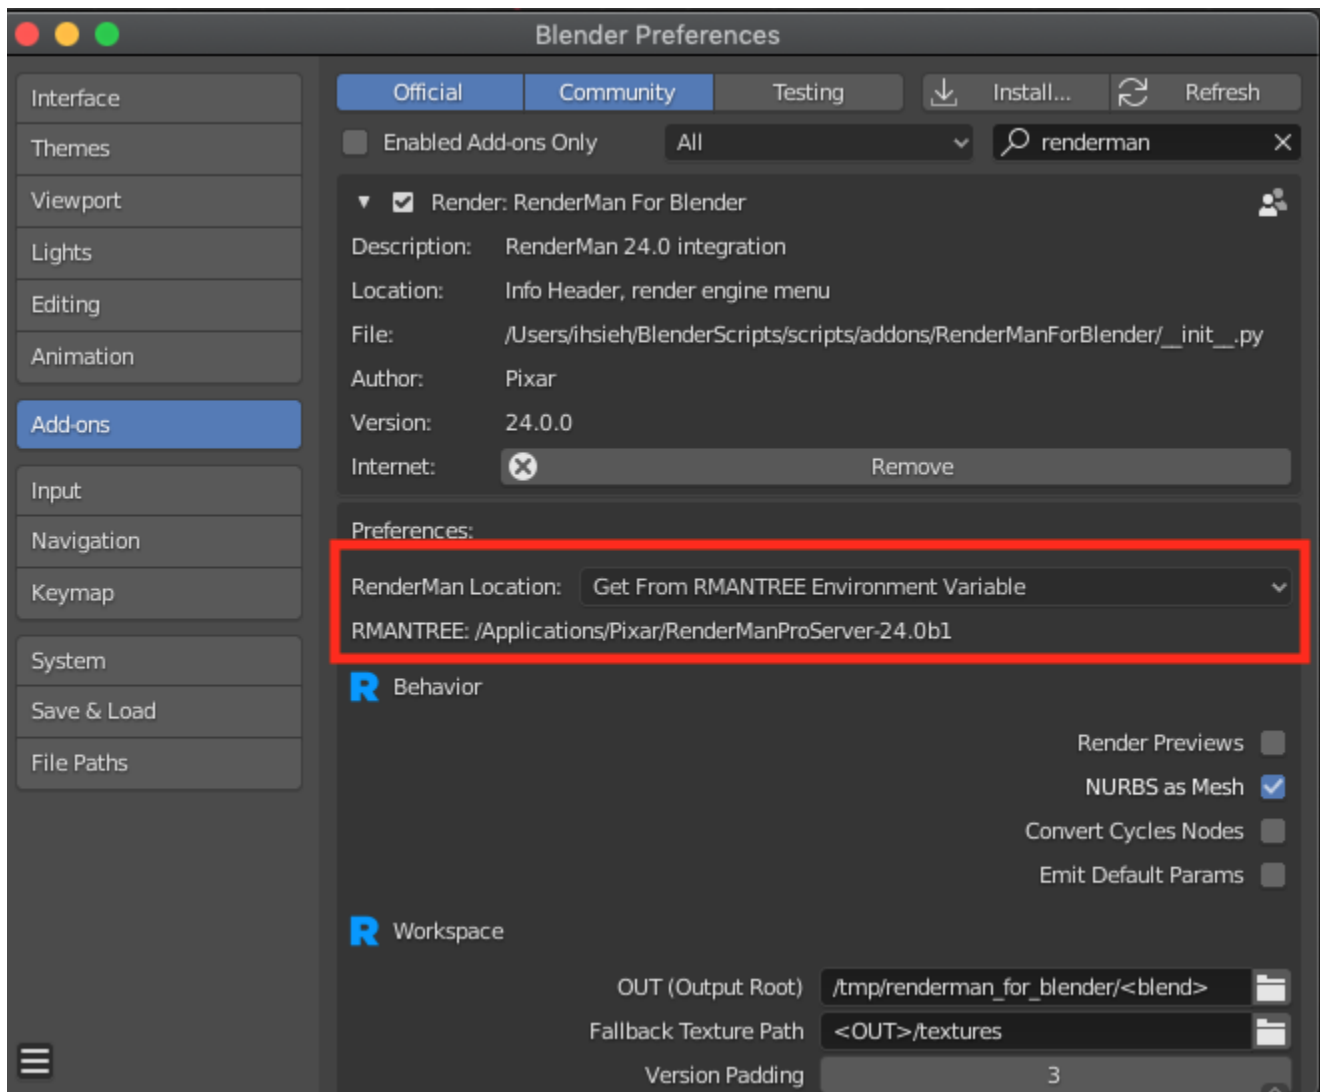 Blender Preferences
Interface
Themes
Viewport
Lights
Editing
Animation
Add-ons
Input
Navigation
Keymap
System
Save & Load
File Paths
Official Community Testing Install... Refresh
Enabled Add-ons Only All renderman
Render: RenderMan For Blender
Description: RenderMan 24.0 integration
Location: Info Header, render engine menu
File: /Users/ihsieh/BlenderScripts/scripts/addons/RenderManForBlender/__init__.py
Author: Pixar
Version: 24.0.0
Internet: Remove
Preferences:
RenderMan Location: Get From RMANTREE Environment Variable
RMANTREE: /Applications/Pixar/RenderManProServer-24.0b1
R Behavior
Render Previews
NURBS as Mesh
Convert Cycles Nodes
Emit Default Params
R Workspace
OUT (Output Root) /tmp/renderman_for_blender/<blend>
Fallback Texture Path <OUT>/textures
Version Padding 3